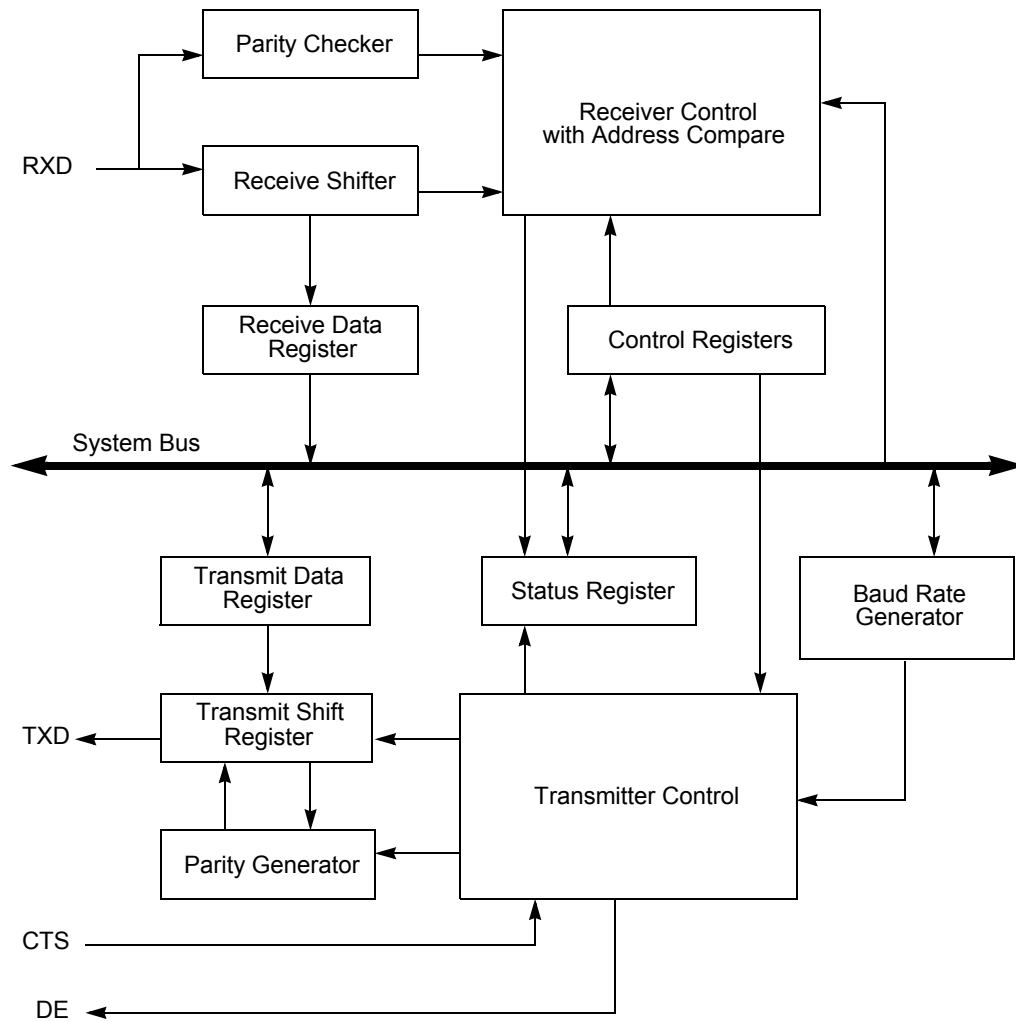 Parity Checker
Receiver Control
with Address Compare
RXD
Receive Shifter
Receive Data
Register
Control Registers
System Bus
Transmit Data
Register
Status Register
Baud Rate
Generator
Transmit Shift
Register
TXD
Transmitter Control
Parity Generator
CTS
DE